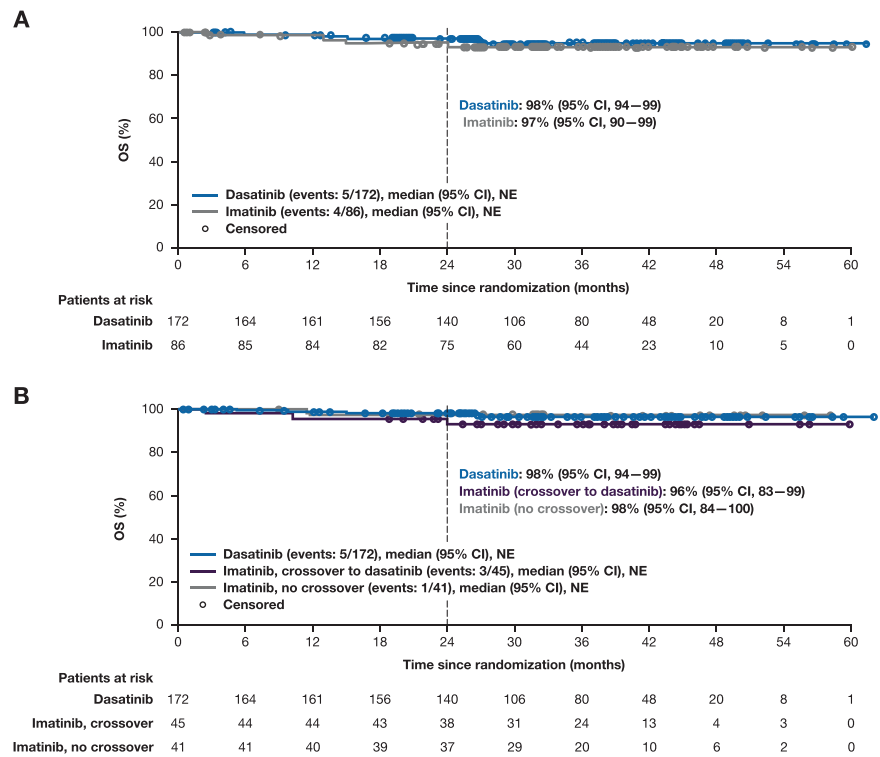 A
100
80
60
40
20
0
OS (%)
Dasatinib: 98% (95% CI, 94–99)
Imatinib: 97% (95% CI, 90–99)
Dasatinib (events: 5/172), median (95% CI), NE
Imatinib (events: 4/86), median (95% CI), NE
Censored
0 6 12 18 24 30 36 42 48 54 60
Time since randomization (months)
Patients at risk
Dasatinib 172 164 161 156 140 106 80 48 20 8 1
Imatinib 86 85 84 82 75 60 44 23 10 5 0
B
100
80
60
40
20
0
OS (%)
Dasatinib: 98% (95% CI, 94–99)
Imatinib (crossover to dasatinib): 96% (95% CI, 83–99)
Imatinib (no crossover): 98% (95% CI, 84–100)
Dasatinib (events: 5/172), median (95% CI), NE
Imatinib, crossover to dasatinib (events: 3/45), median (95% CI), NE
Imatinib, no crossover (events: 1/41), median (95% CI), NE
Censored
0 6 12 18 24 30 36 42 48 54 60
Time since randomization (months)
Patients at risk
Dasatinib 172 164 161 156 140 106 80 48 20 8 1
Imatinib, crossover 45 44 44 43 38 31 24 13 4 3 0
Imatinib, no crossover 41 41 40 39 37 29 20 10 6 2 0